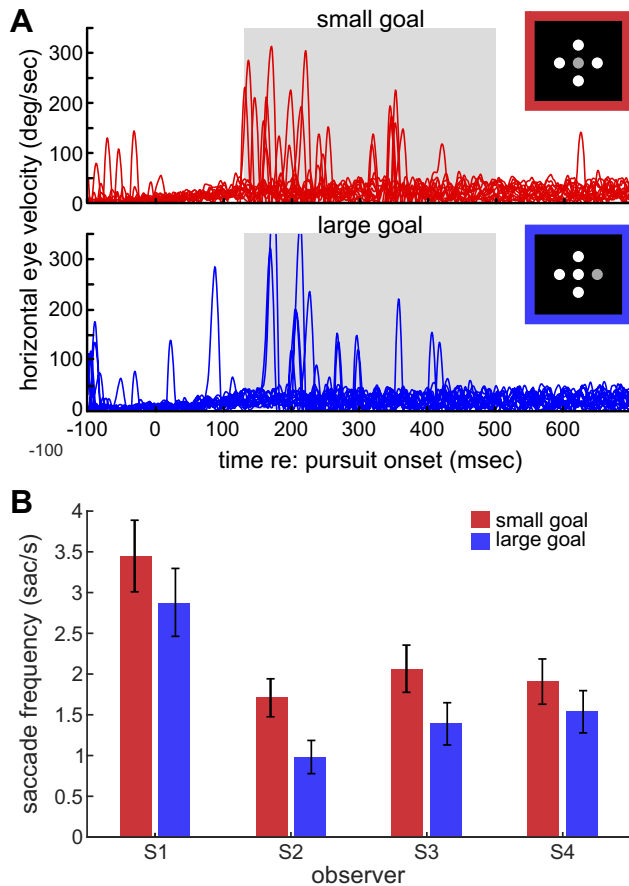 A
small goal
300
200
100
0
large goal
300
200
100
0
horizontal eye velocity (deg/sec)
-100 0 100 200 300 400 500 600
-100
time re: pursuit onset (msec)
B
small goal
large goal
4
3.5
3
2.5
2
1.5
1
0.5
0
saccade frequency (sac/s)
S1 S2 S3 S4
observer